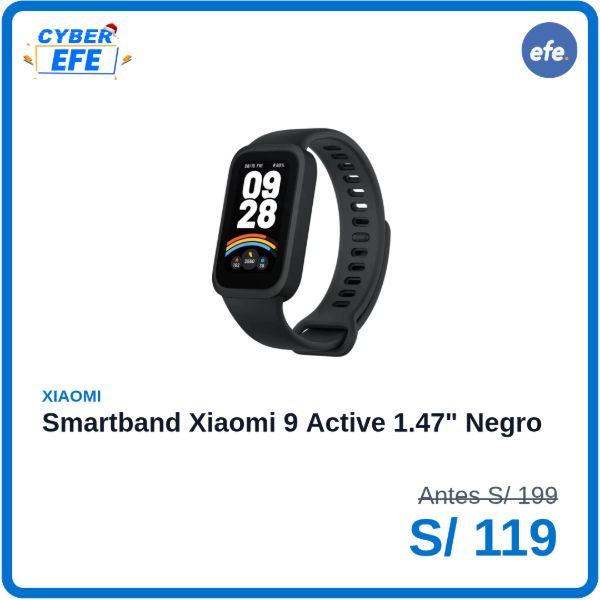 CYBER
EFE
efe.
09
28
XIAOMI
Smartband Xiaomi 9 Active 1.47" Negro
Antes S/ 199
S/ 119